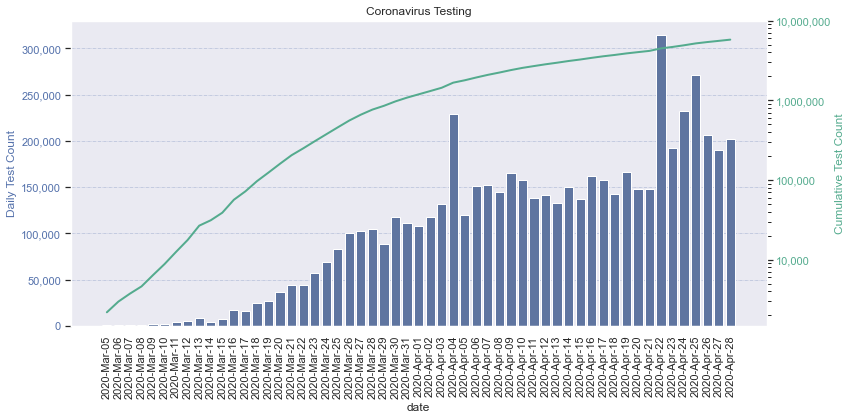 Coronavirus Testing
300,000
250,000
200,000
150,000
100,000
50,000
0
Daily Test Count
10,000,000
1,000,000
100,000
10,000
Cumulative Test Count
2020-Mar-05
2020-Mar-06
2020-Mar-07
2020-Mar-08
2020-Mar-09
2020-Mar-10
2020-Mar-11
2020-Mar-12
2020-Mar-13
2020-Mar-14
2020-Mar-15
2020-Mar-16
2020-Mar-17
2020-Mar-18
2020-Mar-19
2020-Mar-20
2020-Mar-21
2020-Mar-22
2020-Mar-23
2020-Mar-24
2020-Mar-25
2020-Mar-26
2020-Mar-27
2020-Mar-28
2020-Mar-29
2020-Mar-30
2020-Mar-31
2020-Apr-01
2020-Apr-02
2020-Apr-03
2020-Apr-04
2020-Apr-05
2020-Apr-06
2020-Apr-07
2020-Apr-08
2020-Apr-09
2020-Apr-10
2020-Apr-11
2020-Apr-12
2020-Apr-13
2020-Apr-14
2020-Apr-15
2020-Apr-16
2020-Apr-17
2020-Apr-18
2020-Apr-19
2020-Apr-20
2020-Apr-21
2020-Apr-22
2020-Apr-23
2020-Apr-24
2020-Apr-25
2020-Apr-26
2020-Apr-27
2020-Apr-28
date